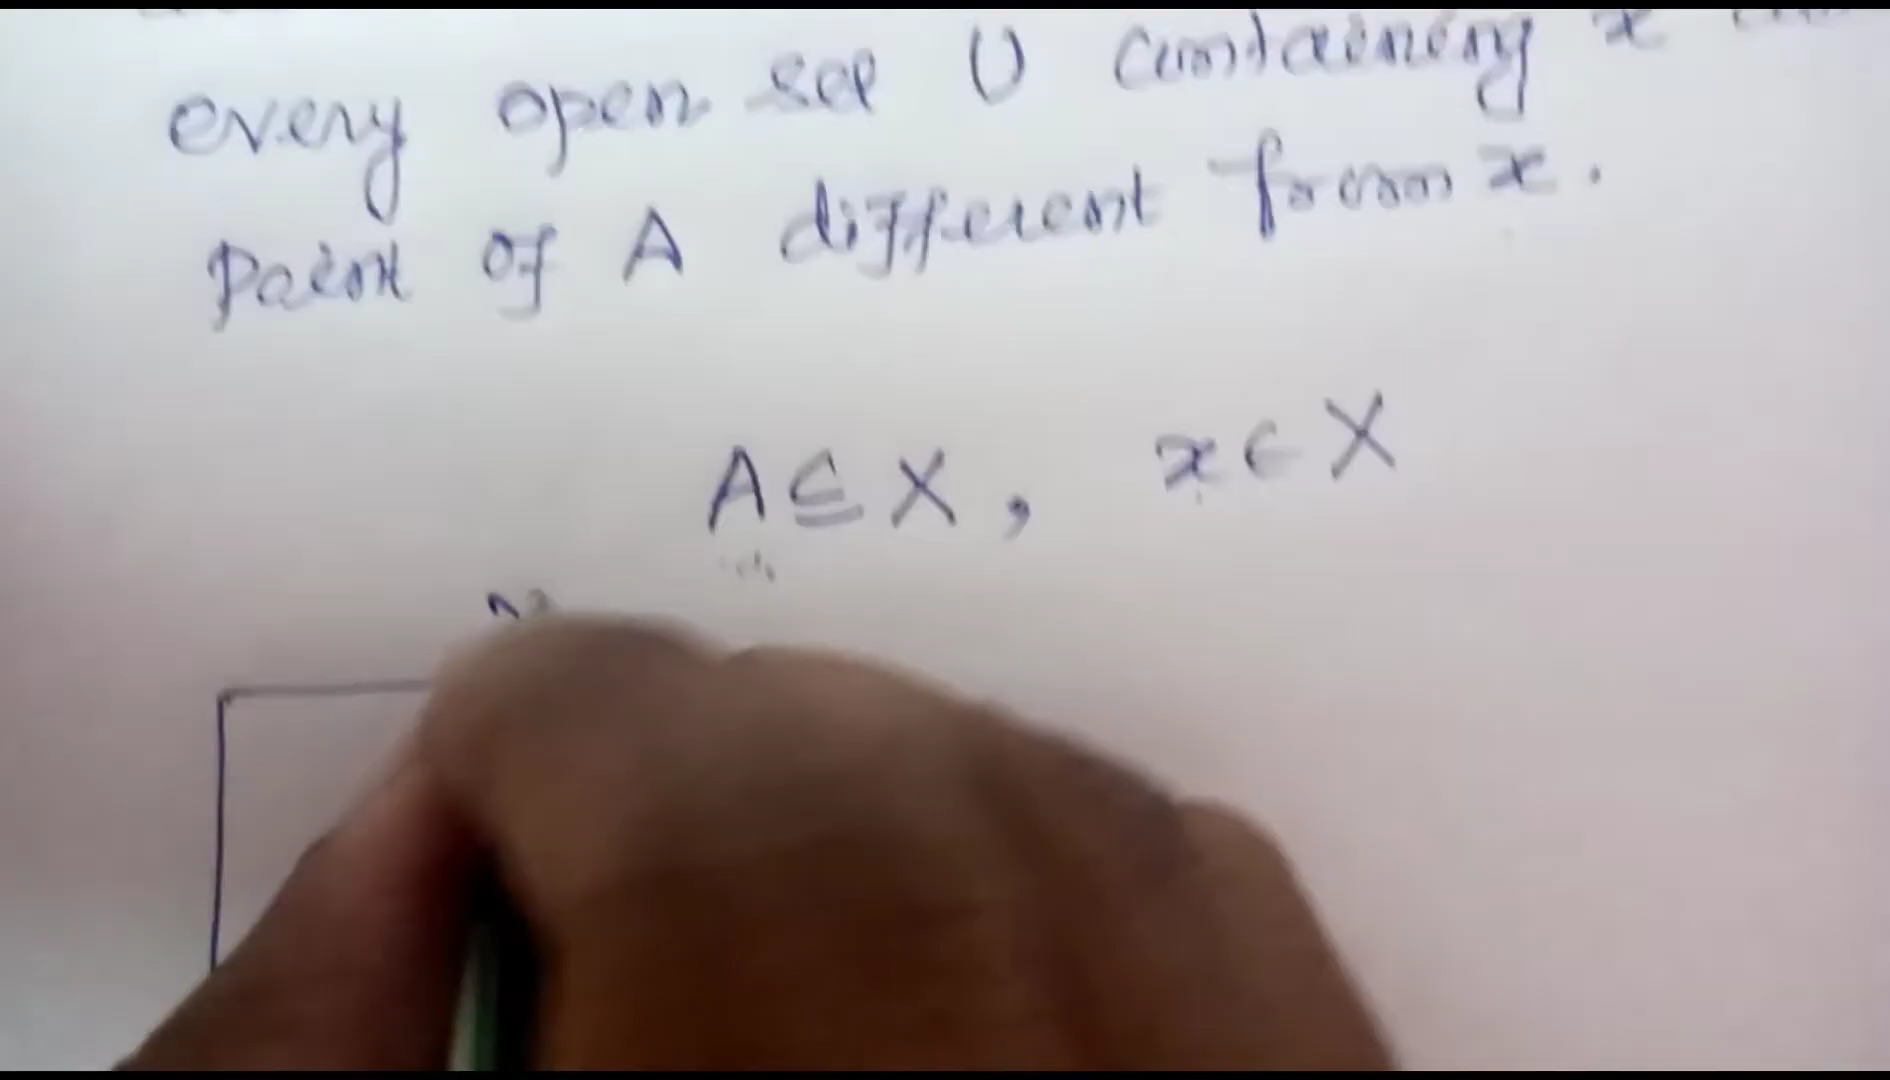 every open set U containing x
Point of A different from x.
A ⊆ X, x ∈ X